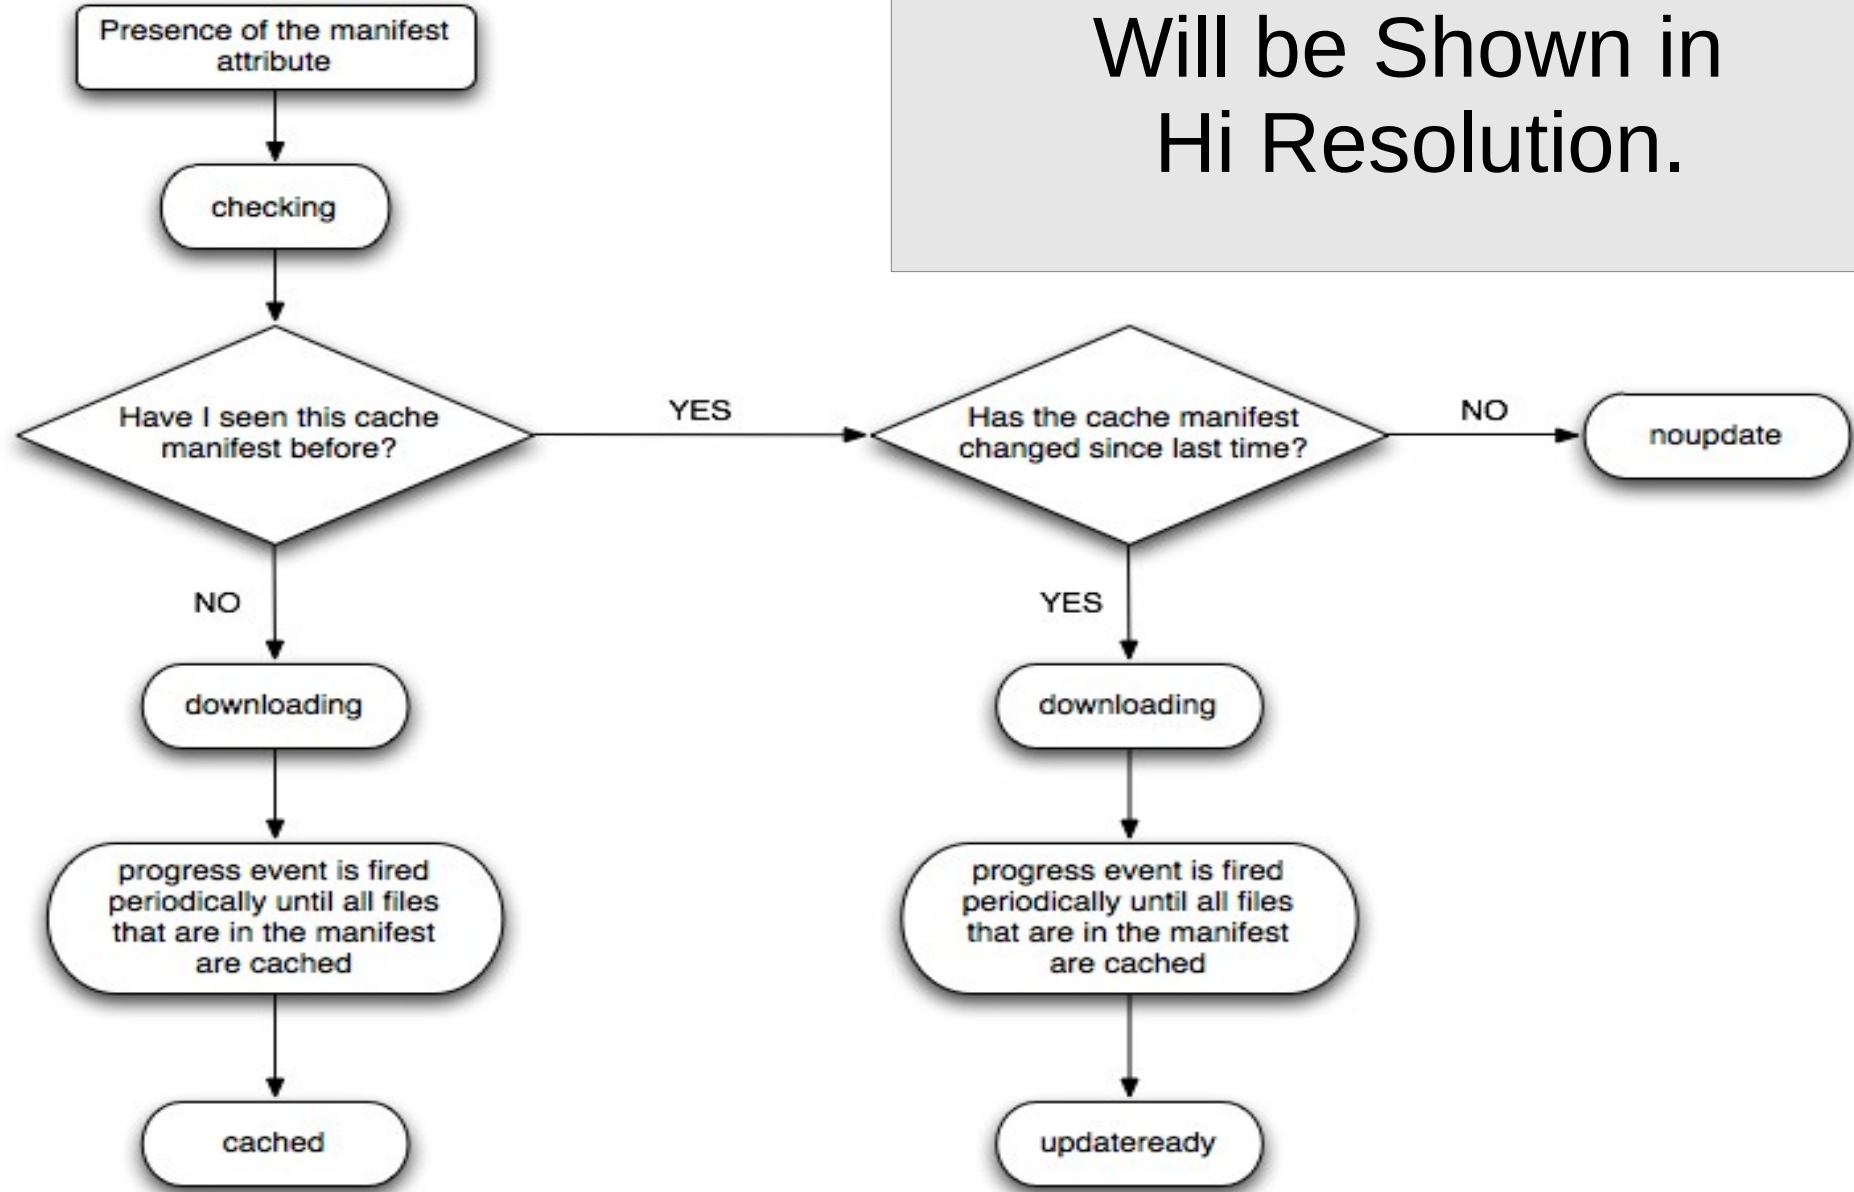 Presence of the manifest
attribute
Will be Shown in
Hi Resolution.
checking
Have I seen this cache
manifest before?
YES
Has the cache manifest
changed since last time?
NO
noupdate
NO
YES
downloading
downloading
progress event is fired
periodically until all files
that are in the manifest
are cached
progress event is fired
periodically until all files
that are in the manifest
are cached
cached
updateready